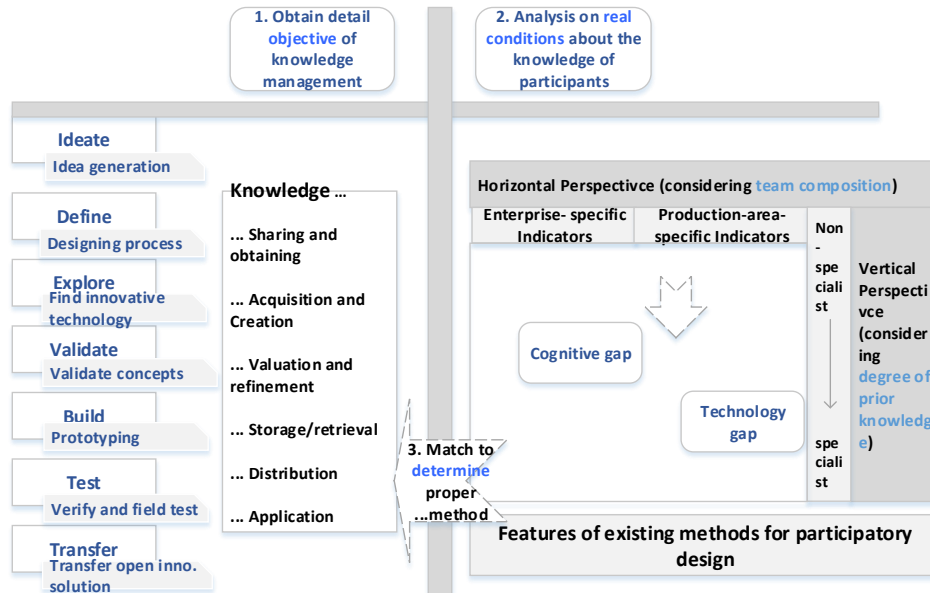 1. Obtain detail
objective of
knowledge
management
2. Analysis on real
conditions about the
knowledge of
participants
Ideate
Idea generation
Define
Designing process
Explore
Find innovative
technology
Validate
Validate concepts
Build
Prototyping
Test
Verify and field test
Transfer
Transfer open inno.
solution
Knowledge ...
... Sharing and
obtaining
... Acquisition and
Creation
... Valuation and
refinement
... Storage/retrieval
... Distribution
... Application
3. Match to
determine
proper
...method
Horizontal Perspectivce (considering team composition)
Enterprise- specific
Indicators
Production-area-
specific Indicators
Non
-
spe
ciali
st
spe
ciali
st
Vertical
Perspecti
vce
(consider
ing
degree of
prior
knowledg
e)
Cognitive gap
Technology
gap
Features of existing methods for participatory
design